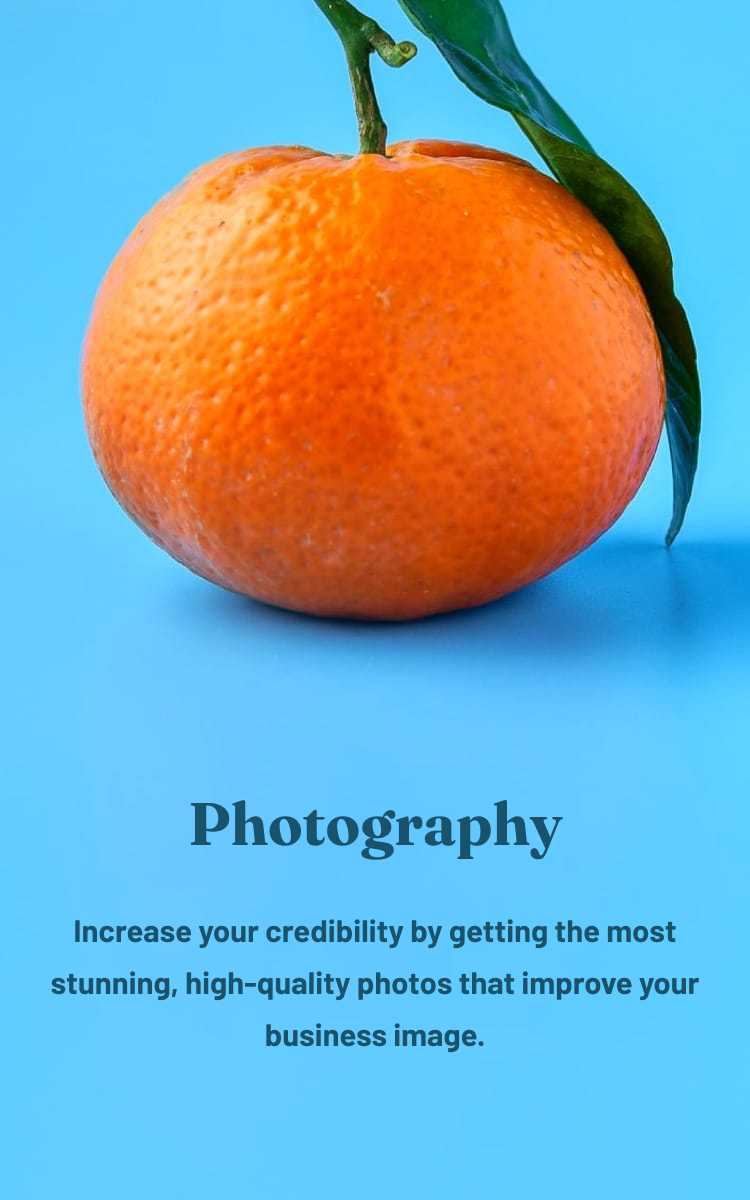 Photography
Increase your credibility by getting the most
stunning, high-quality photos that improve your
business image.